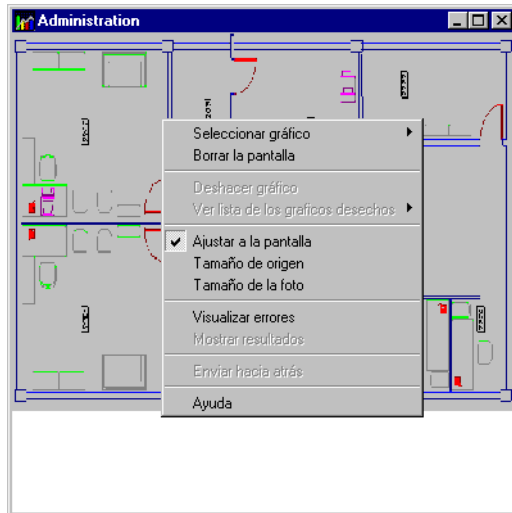 Administration
Seleccionar gráfico
Borrar la pantalla
Deshacer gráfico
Ver lista de los graficos desechos
Ajustar a la pantalla
Tamaño de origen
Tamaño de la foto
Visualizar errores
Mostrar resultados
Enviar hacia atrás
Ayuda